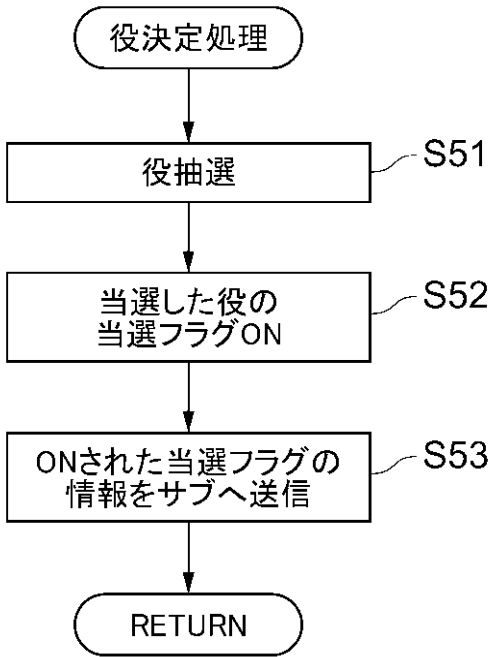 役決定処理
役抽選
S51
当選した役の
当選フラグON
S52
ONされた当選フラグの
情報をサブへ送信
S53
RETURN